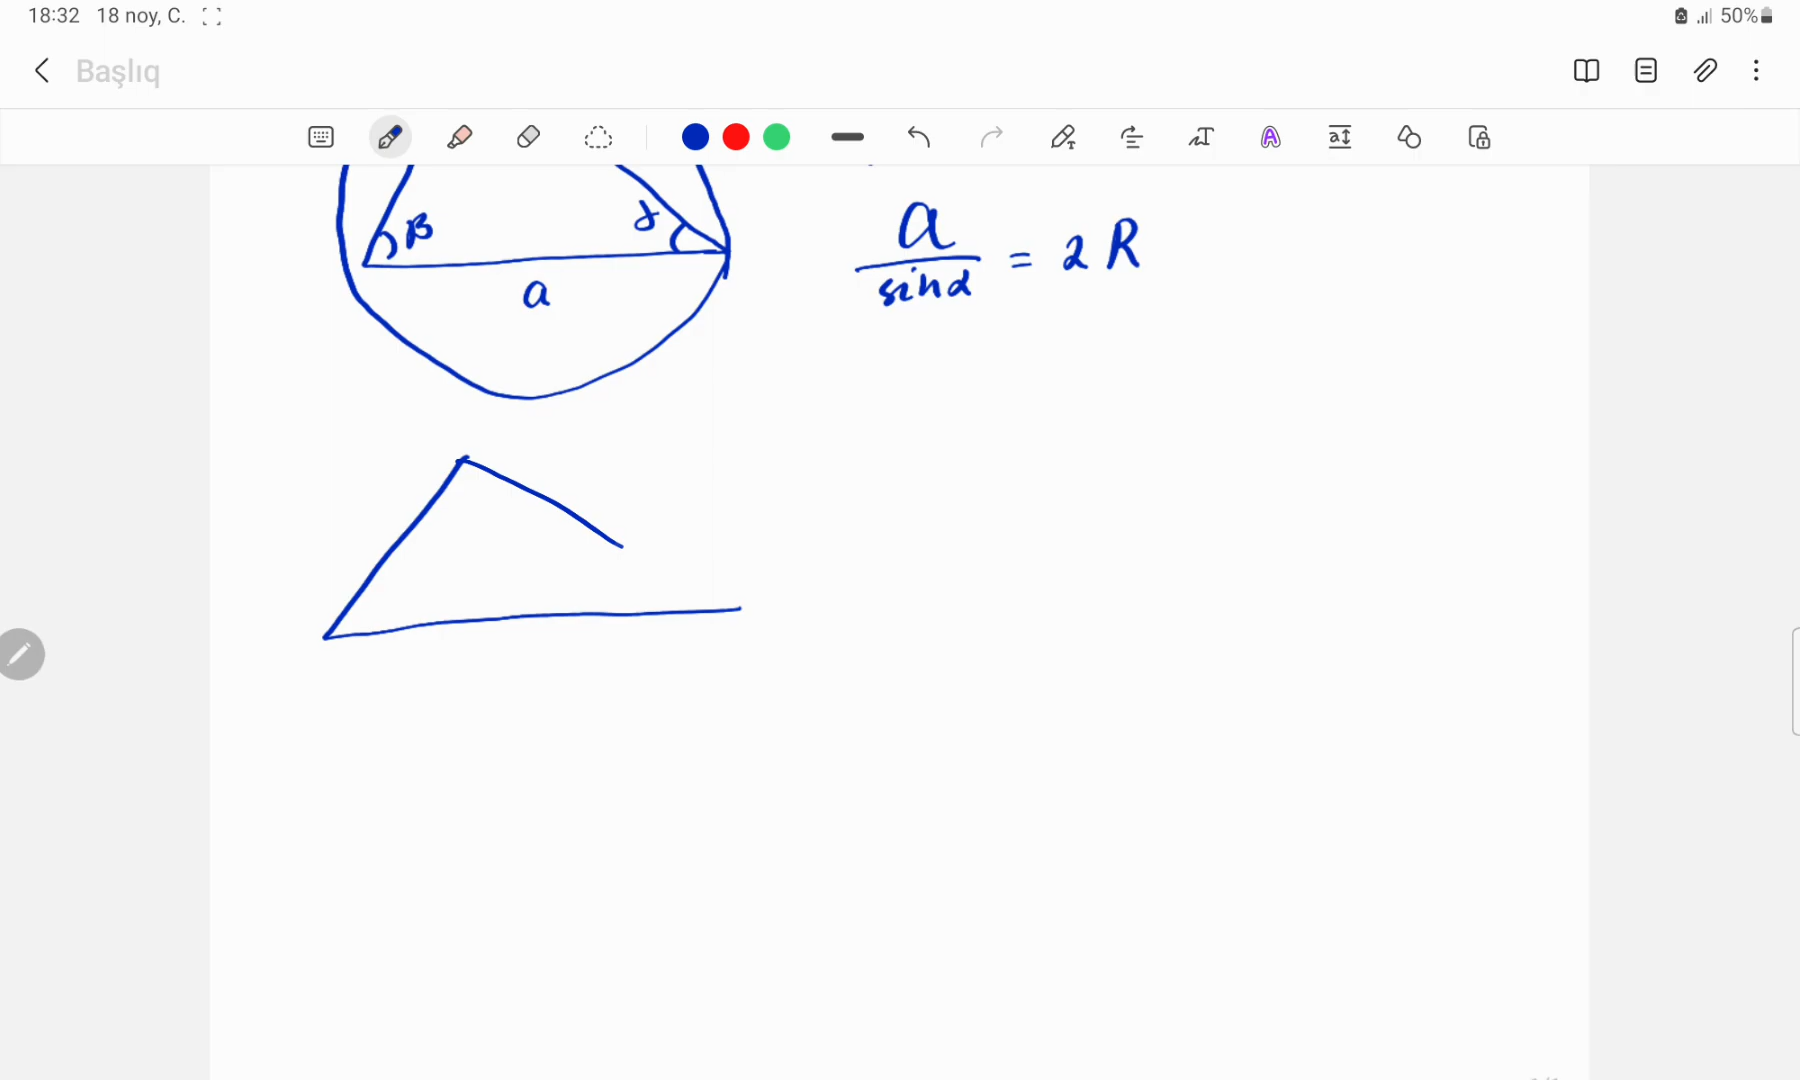 18:32 18 noy, C. 50%
Başlıq
β γ
a
a/sinα = 2R